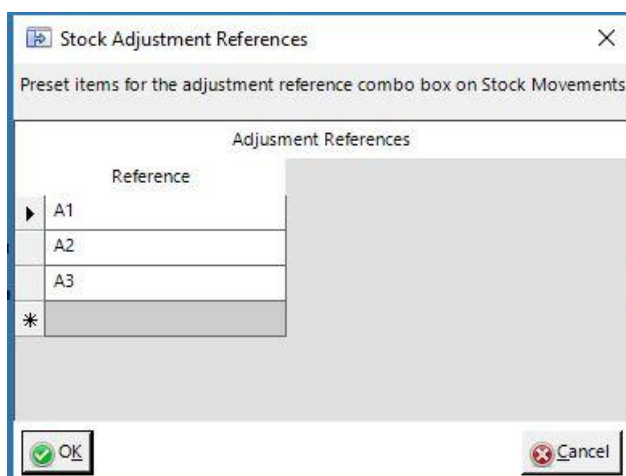 Stock Adjustment References
Preset items for the adjustment reference combo box on Stock Movements
Adjusment References
Reference
A1
A2
A3
OK
Cancel